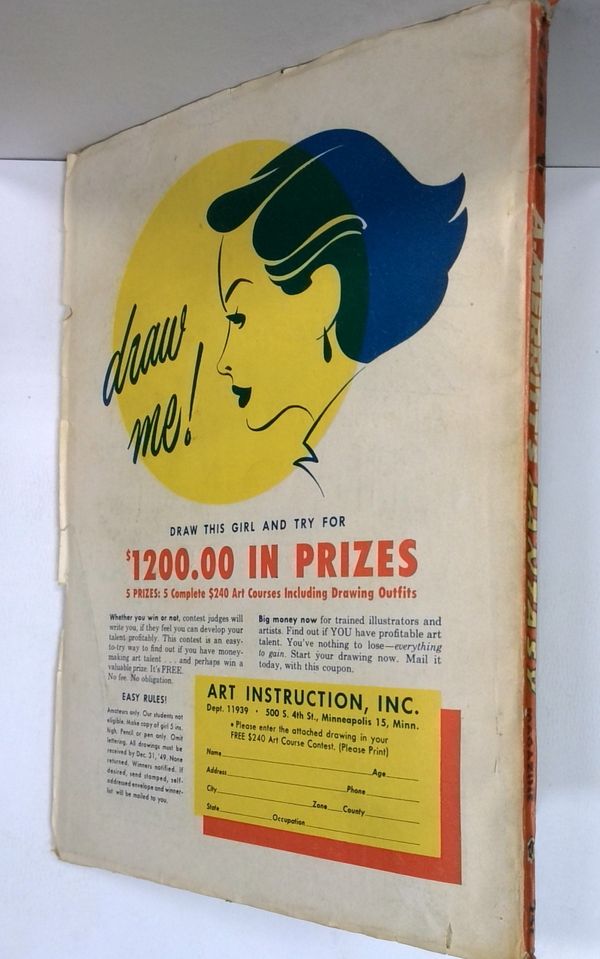 draw
me!
DRAW THIS GIRL AND TRY FOR
$1200.00 IN PRIZES
5 PRIZES: 5 Complete $240 Art Courses Including Drawing Outfits
Whether you win or not, contest judges will
write you, if they feel you can develop your
talent profitably. This contest is an easy-
to-try way to find out if you have money-
making art talent . . . and perhaps win a
valuable prize. It's FREE.
No fee. No obligation.
Big money now for trained illustrators and
artists. Find out if YOU have profitable art
talent. You've nothing to lose—everything
to gain. Start your drawing now. Mail it
today, with this coupon.
EASY RULES!
Amateurs only. Our students not
eligible. Make copy of girl 5 ins.
high. Pencil or pen only. Omit
lettering. All drawings must be
received by Dec. 31, '49. None
returned. Winners notified. If
desired, send stamped, self-
addressed envelope and winner-
list will be mailed to you.
ART INSTRUCTION, INC.
Dept. 11939 · 500 S. 4th St., Minneapolis 15, Minn.
• Please enter the attached drawing in your
FREE $240 Art Course Contest. (Please Print)
Name
Address Age
City Phone
State Zone County
Occupation
A. MERRITT'S FANTASY